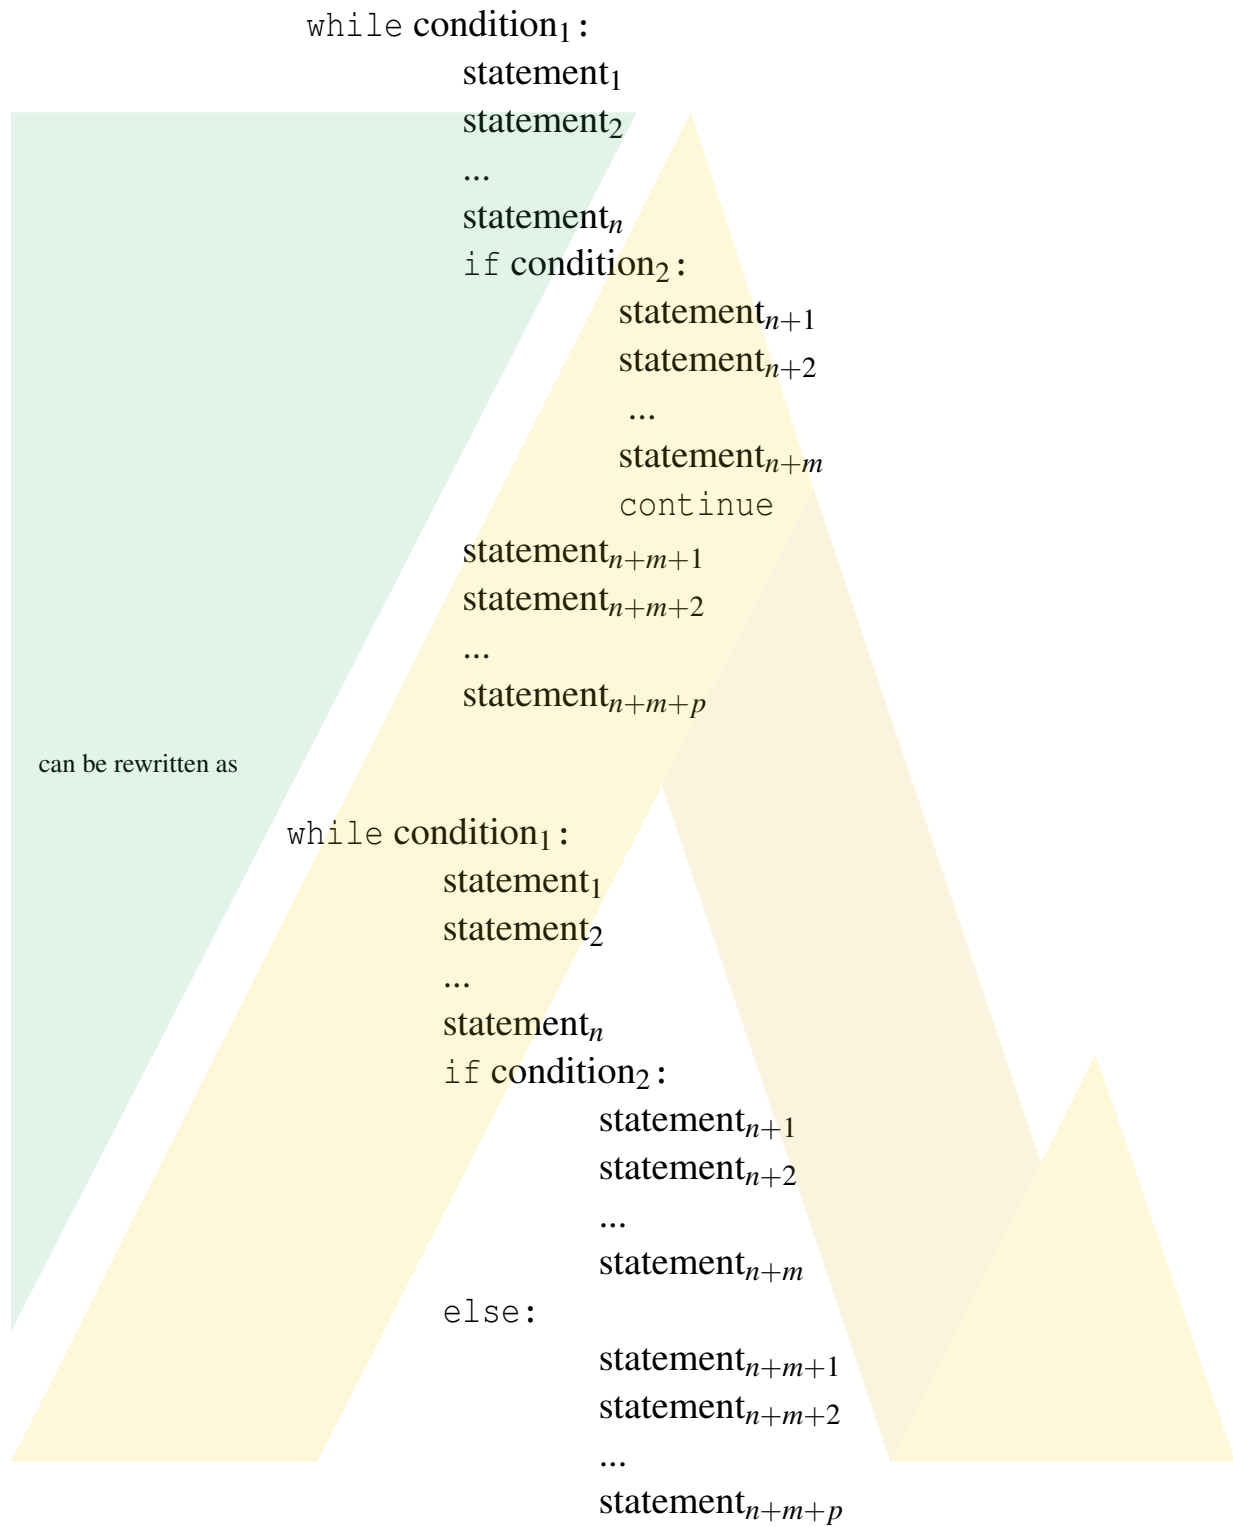 while condition₁:
statement₁
statement₂
...
statementₙ
if condition₂:
statementₙ₊₁
statementₙ₊₂
...
statementₙ₊ₘ
continue
statementₙ₊ₘ₊₁
statementₙ₊ₘ₊₂
...
statementₙ₊ₘ₊ₚ
can be rewritten as
while condition₁:
statement₁
statement₂
...
statementₙ
if condition₂:
statementₙ₊₁
statementₙ₊₂
...
statementₙ₊ₘ
else:
statementₙ₊ₘ₊₁
statementₙ₊ₘ₊₂
...
statementₙ₊ₘ₊ₚ